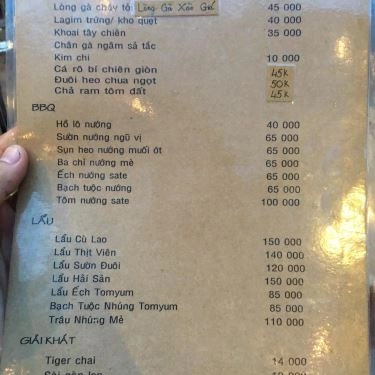 Lòng gà cháy tỏi Lòng Gà Xào Giá 45 000
Lagim trứng/ kho quẹt 40 000
Khoai tây chiên 35 000
Chân gà ngâm sả tắc
Kim chi 10 000
Cá rô bí chiên giòn 45K
Đuôi heo chua ngọt 50K
Chả ram tôm đất 45K
BBQ
Hồ lô nướng 40 000
Sườn nướng ngũ vị 65 000
Sụn heo nướng muối ớt 65 000
Ba chỉ nướng mè 65 000
Ếch nướng sate 65 000
Bạch tuộc nướng 65 000
Tôm nướng sate 100 000
LẨU
Lẩu Cù Lao 150 000
Lẩu Thịt Viên 140 000
Lẩu Sườn Đuôi 120 000
Lẩu Hải Sản 150 000
Lẩu Ếch Tomyum 85 000
Bạch Tuộc Nhúng Tomyum 85 000
Trâu Nhúng Mẻ 110 000
GIẢI KHÁT
Tiger chai 14 000